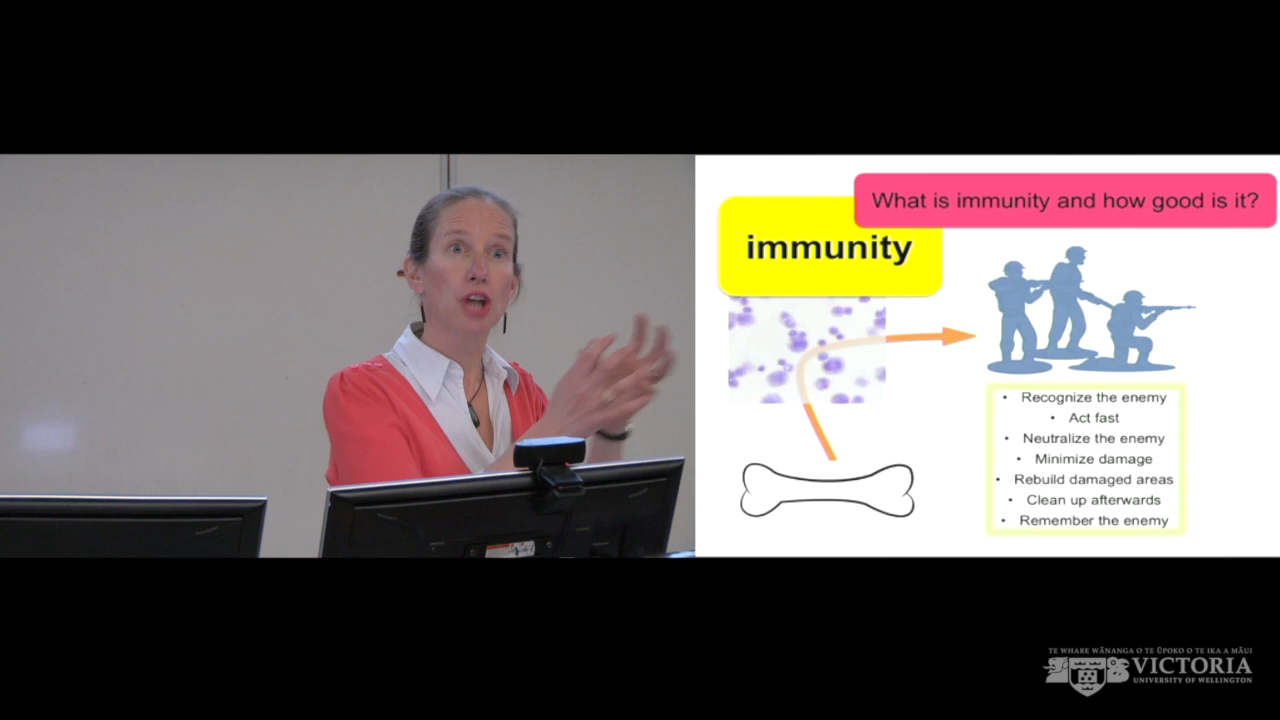 What is immunity and how good is it?
immunity
• Recognize the enemy
• Act fast
• Neutralize the enemy
• Minimize damage
• Rebuild damaged areas
• Clean up afterwards
• Remember the enemy
TE WHARE WĀNANGA O TE ŪPOKO O TE IKA A MĀUI
VICTORIA
UNIVERSITY OF WELLINGTON